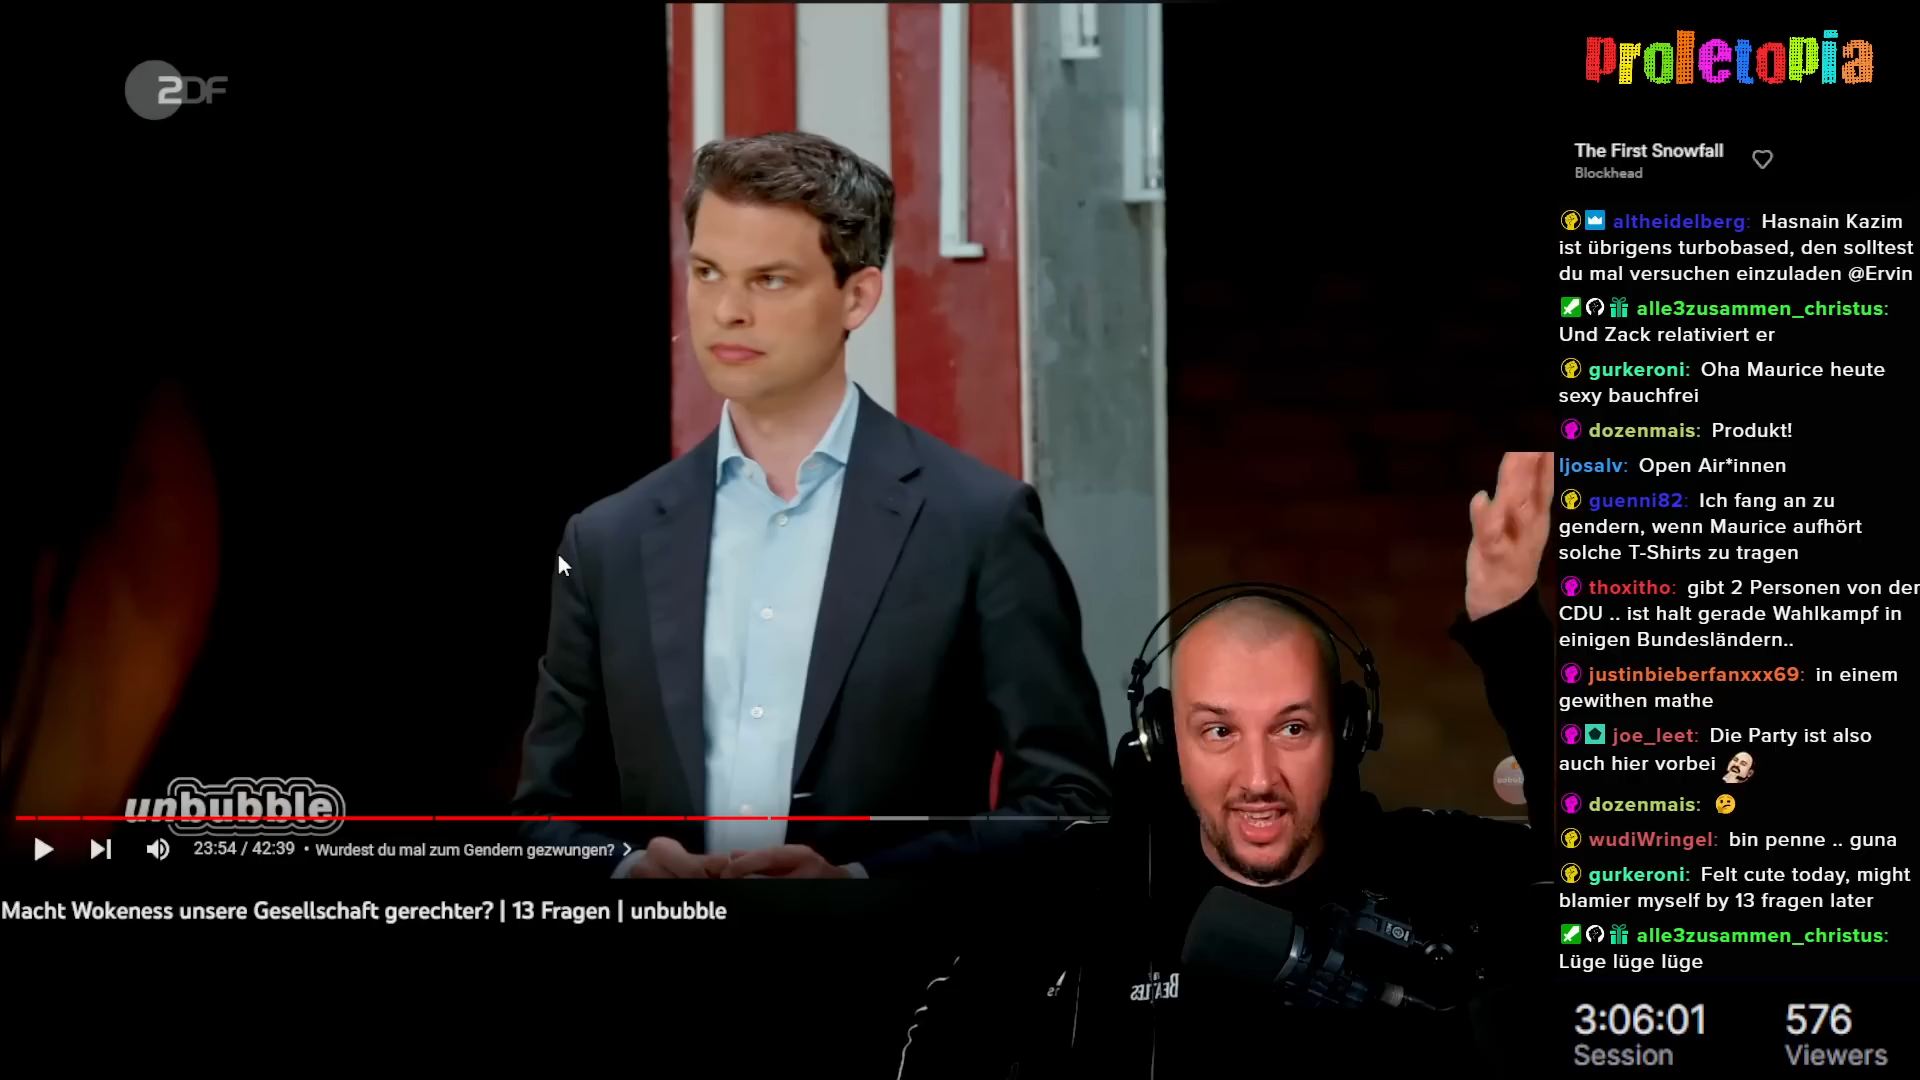 2DF
unbubble
23:54 / 42:39 • Wurdest du mal zum Gendern gezwungen?
Macht Wokeness unsere Gesellschaft gerechter? | 13 Fragen | unbubble
BEATLES
proletopia
The First Snowfall
Blockhead
altheidelberg: Hasnain Kazim
ist übrigens turbobased, den solltest
du mal versuchen einzuladen @Ervin
alle3zusammen_christus:
Und Zack relativiert er
gurkeroni: Oha Maurice heute
sexy bauchfrei
dozenmais: Produkt!
ljosalv: Open Air*innen
guenni82: Ich fang an zu
gendern, wenn Maurice aufhört
solche T-Shirts zu tragen
thoxitho: gibt 2 Personen von der
CDU .. ist halt gerade Wahlkampf in
einigen Bundesländern..
justinbieberfanxxx69: in einem
gewithen mathe
joe_leet: Die Party ist also
auch hier vorbei
dozenmais:
wudiWringel: bin penne .. guna
gurkeroni: Felt cute today, might
blamier myself by 13 fragen later
alle3zusammen_christus:
Lüge lüge lüge
3:06:01
Session
576
Viewers